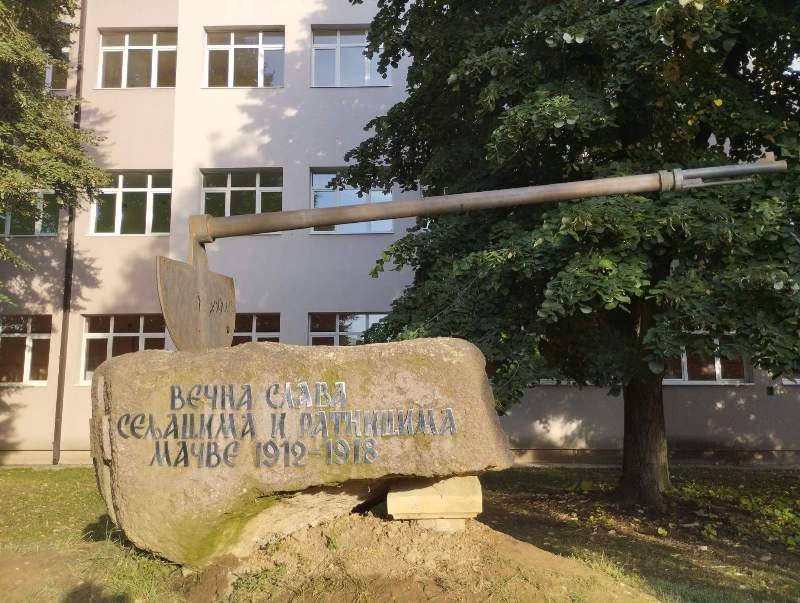 ВЕЧНА СЛАВА
СЕЉАЦИМА И РАТНИЦИМА
МАЧВЕ 1912-1918